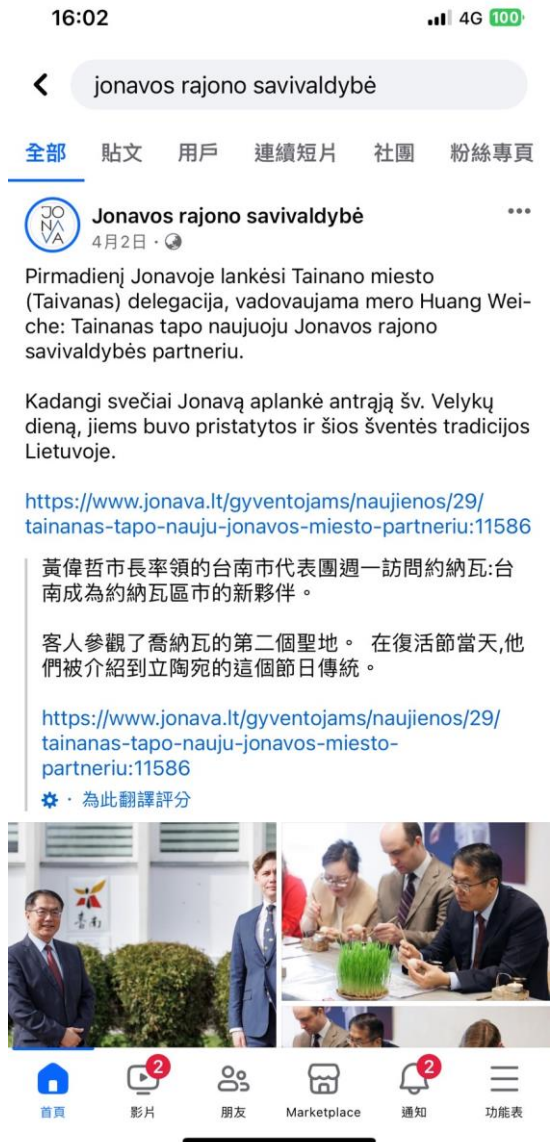 16:02
4G 100
jonavos rajono savivaldybė
全部 貼文 用戶 連續短片 社團 粉絲專頁
JO
NA
VA
Jonavos rajono savivaldybė
4月2日 ·
Pirmadienį Jonavoje lankėsi Tainano miesto
(Taivanas) delegacija, vadovaujama mero Huang Wei-
che: Tainanas tapo naujuoju Jonavos rajono
savivaldybės partneriu.
Kadangi svečiai Jonavą aplankė antrąją šv. Velykų
dieną, jiems buvo pristatytos ir šios šventės tradicijos
Lietuvoje.
https://www.jonava.lt/gyventojams/naujienos/29/
tainanas-tapo-nauju-jonavos-miesto-partneriu:11586
黃偉哲市長率領的台南市代表團週一訪問約納瓦:台
南成為約納瓦區市的新夥伴。
客人參觀了喬納瓦的第二個聖地。 在復活節當天,他
們被介紹到立陶宛的這個節日傳統。
https://www.jonava.lt/gyventojams/naujienos/29/
tainanas-tapo-nauju-jonavos-miesto-
partneriu:11586
· 為此翻譯評分
2 2
首頁 影片 朋友 Marketplace 通知 功能表